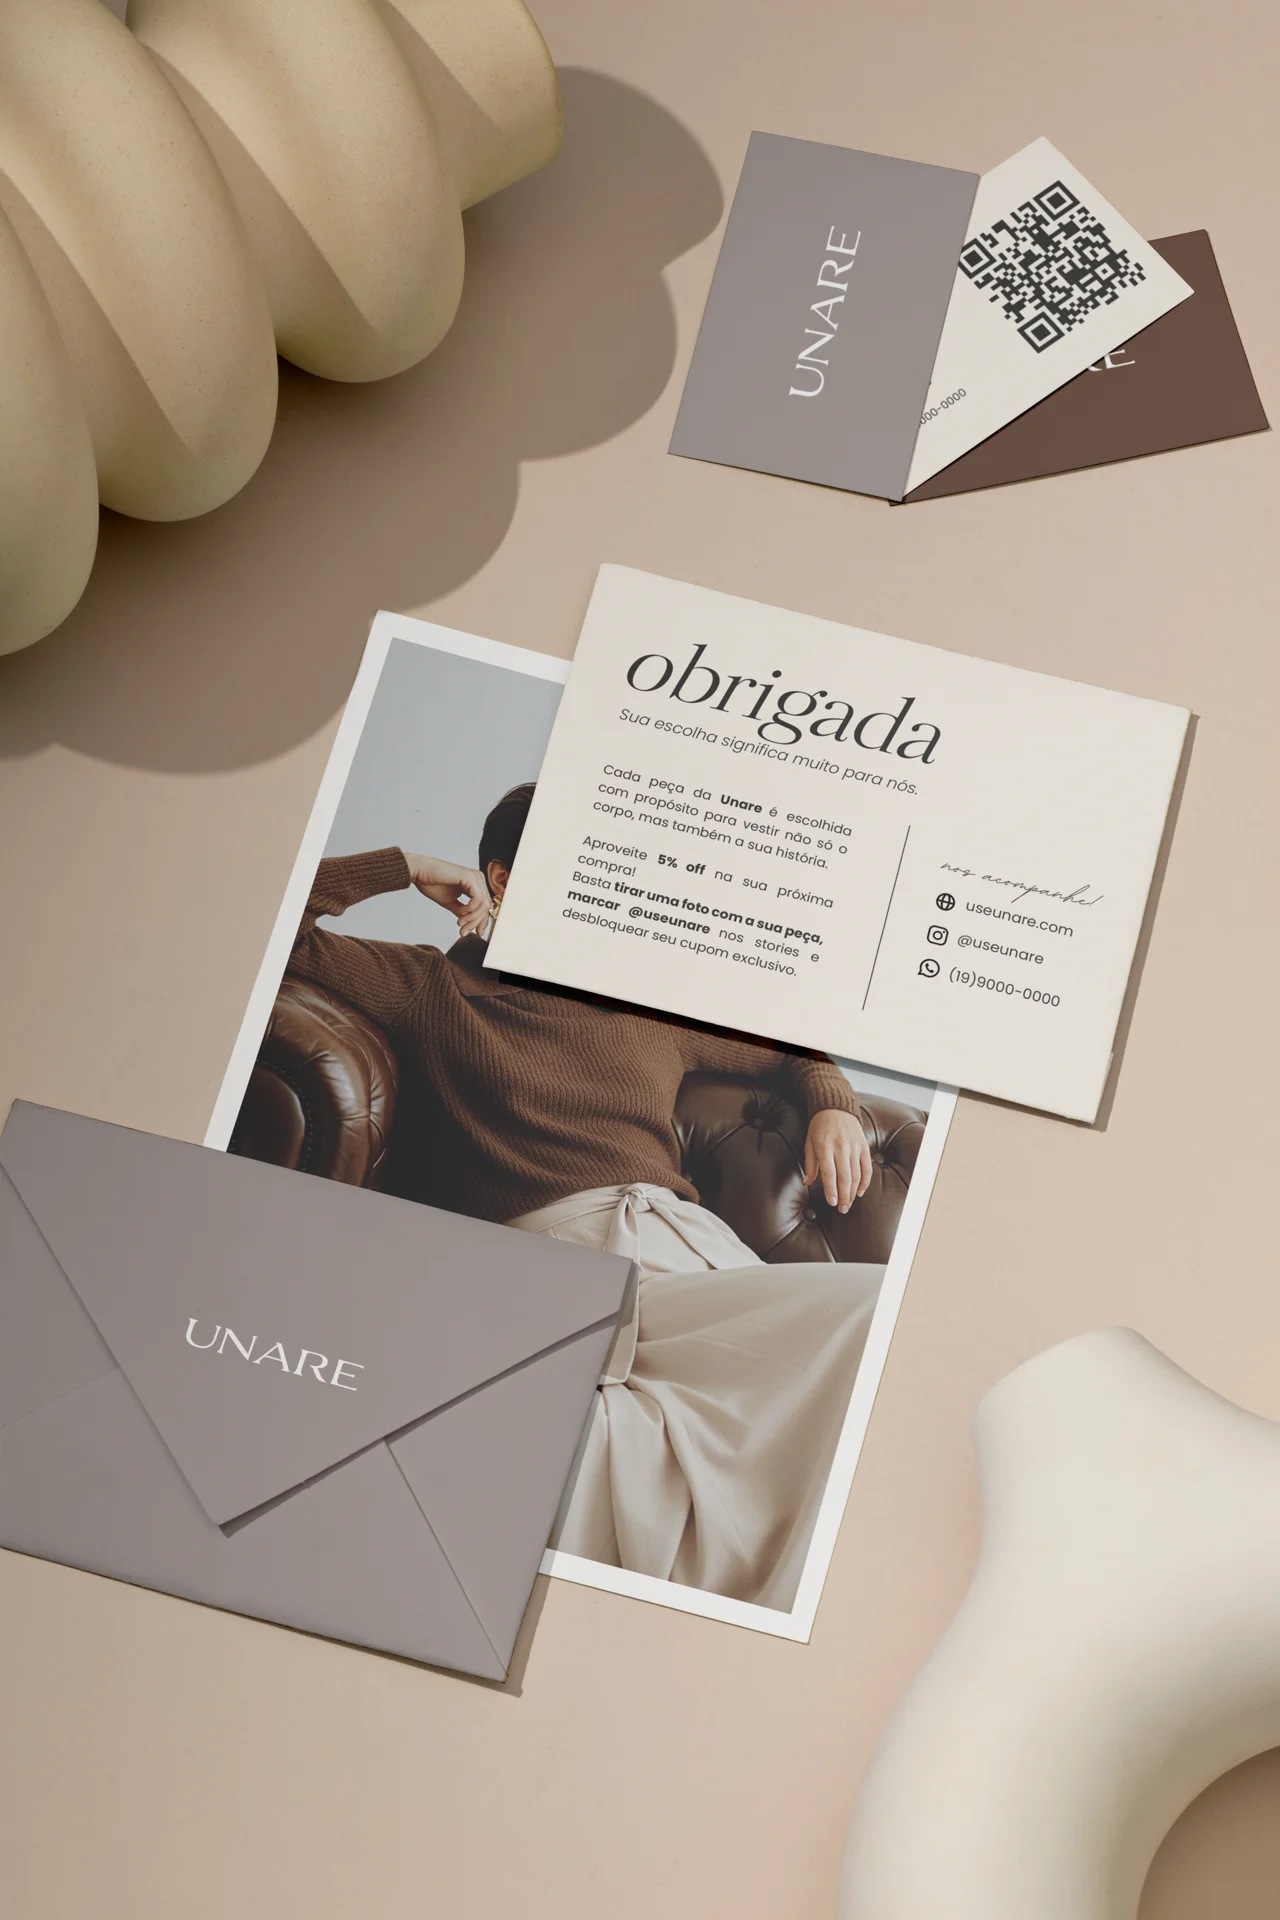 UNARE
000-0000
RE
obrigada
Sua escolha significa muito para nós.
Cada peça da Unare é escolhida
com propósito para vestir não só o
corpo, mas também a sua história.
Aproveite 5% off na sua próxima
compra!
Basta tirar uma foto com a sua peça,
marcar @useunare nos stories e
desbloquear seu cupom exclusivo.
nos acompanhe!
useunare.com
@useunare
(19)9000-0000
UNARE